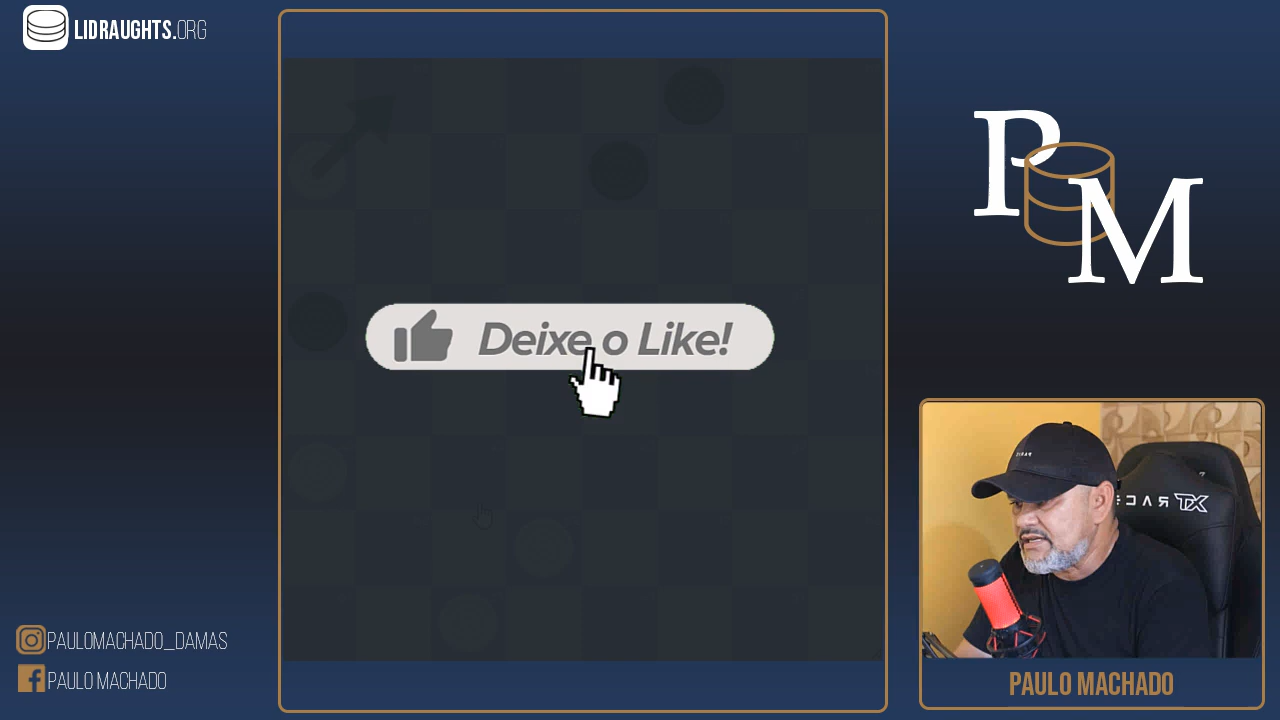 LIDRAUGHTS.ORG
PM
Deixe o Like!
PAULOMACHADO_DAMAS
PAULO MACHADO
PAULO MACHADO